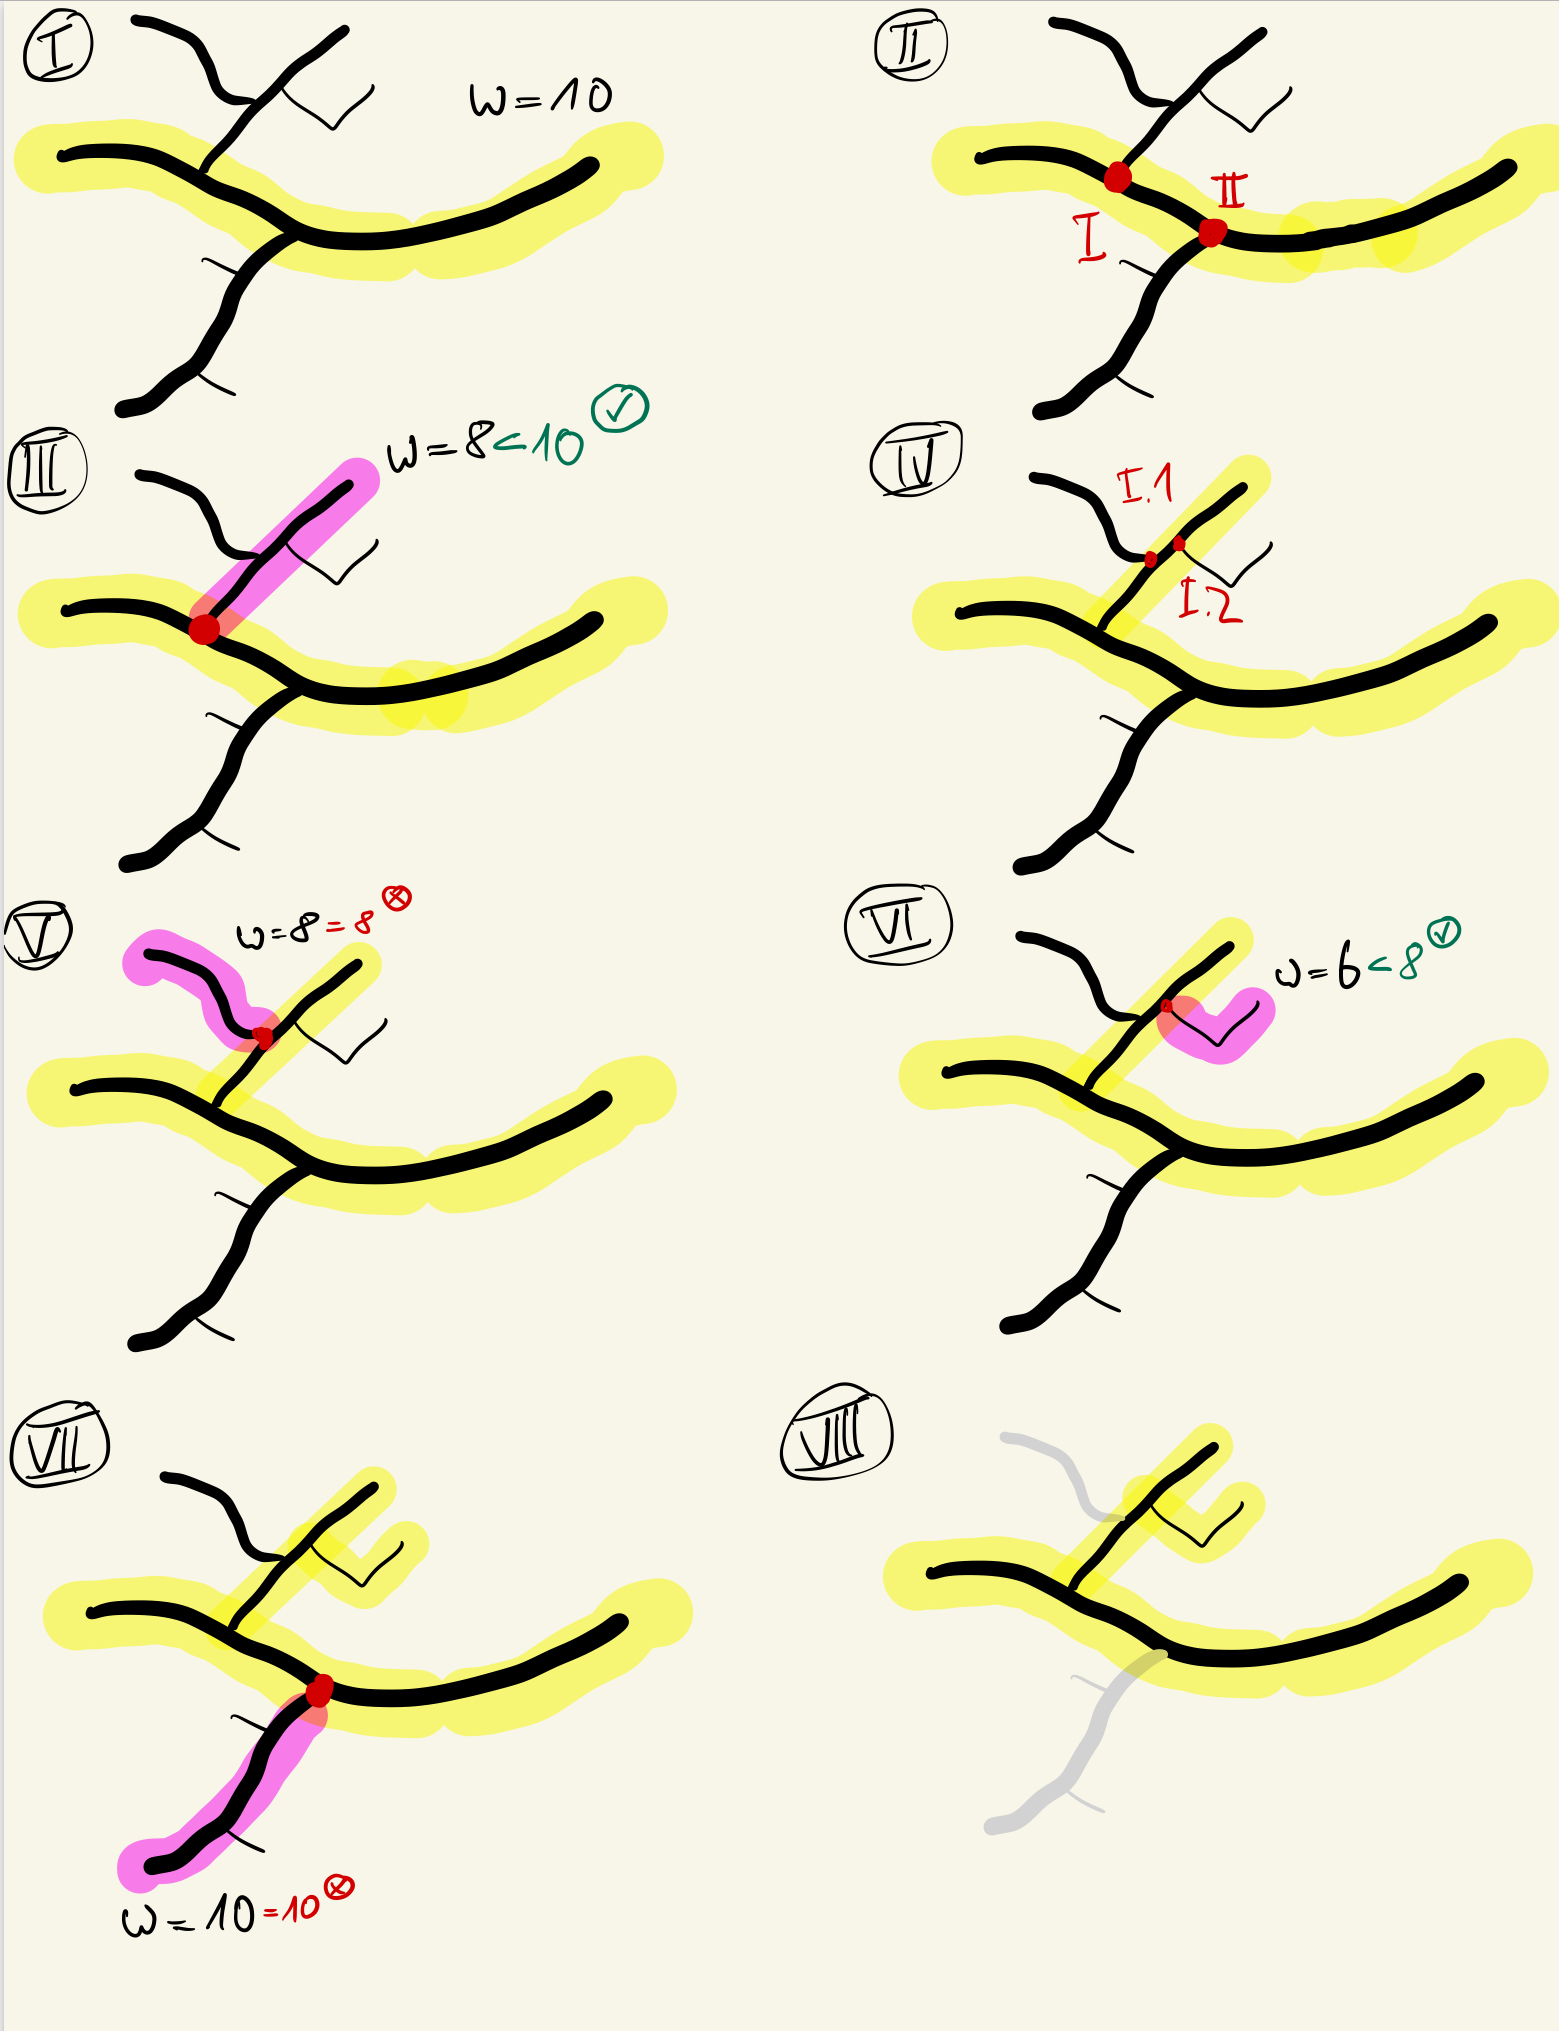 I
w=10
II
I
II
III
w=8<10 ✓
IV
I.1
I.2
V
w=8=8 ⊗
VI
w=6<8 ✓
VII
w=10=10 ⊗
VIII